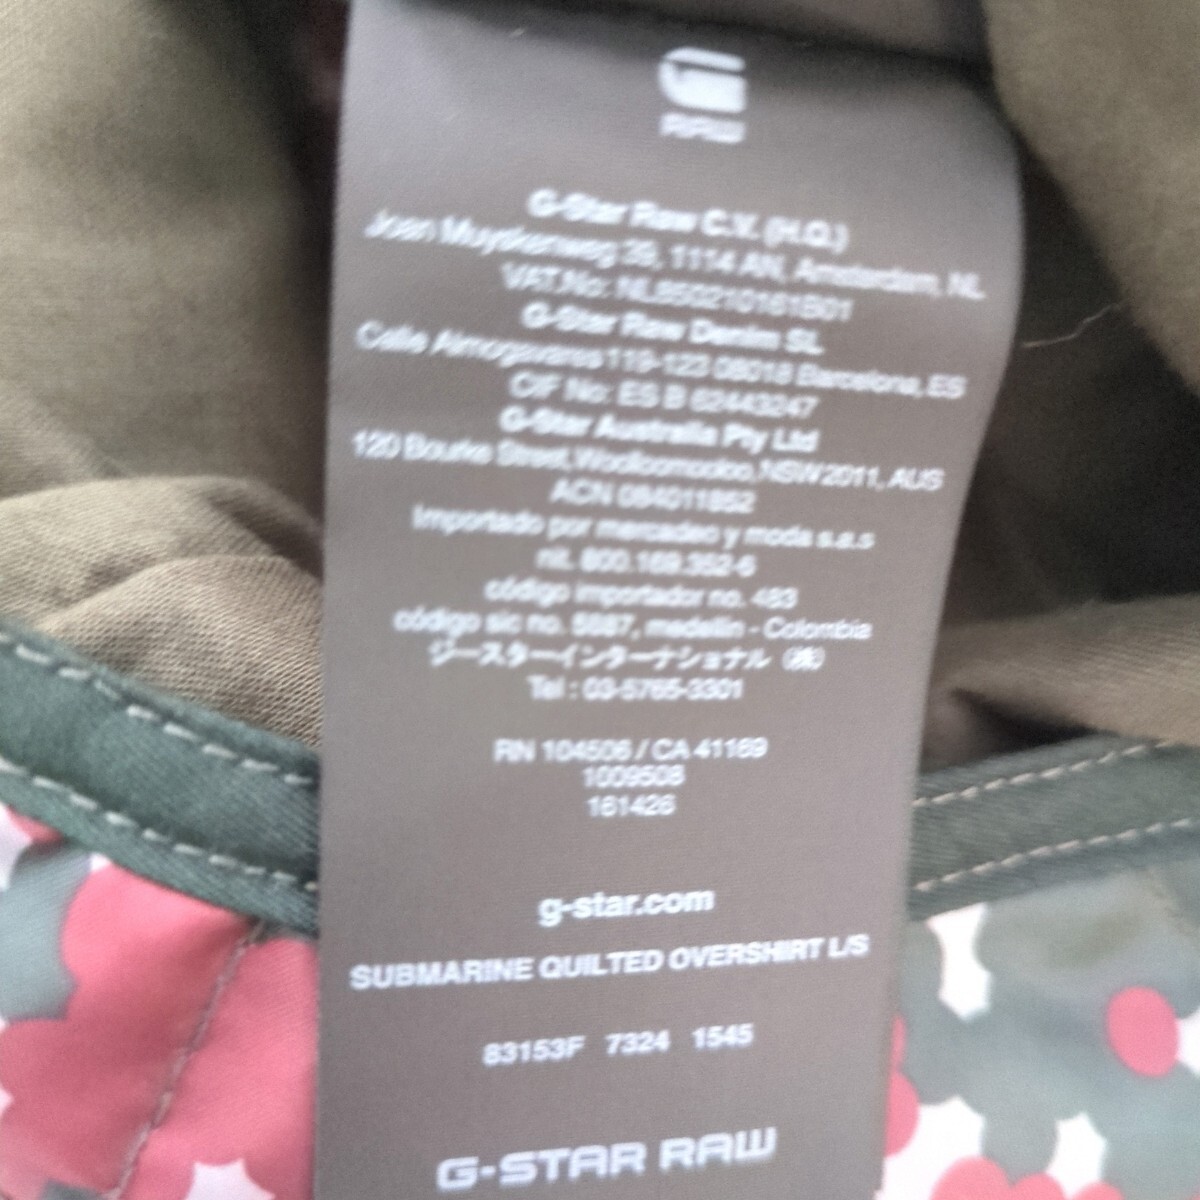 RAW
G-Star Raw C.V. (H.Q.)
Joan Muyskenweg 39, 1114 AN, Amsterdam, NL
VAT.No: NL850210161B01
G-Star Raw Denim SL
Calle Almogavares 119-123 08018 Barcelona, ES
CIF No: ES B 62443247
G-Star Australia Pty Ltd
120 Bourke Street, Woolloomooloo, NSW 2011, AUS
ACN 084011852
Importado por mercadeo y moda s.a.s
nit. 800.169.352-6
código importador no. 483
código sic no. 5887, medellin - Colombia
ジースターインターナショナル（株）
Tel : 03-5765-3301
RN 104506 / CA 41169
1009508
161426
g-star.com
SUBMARINE QUILTED OVERSHIRT L/S
83153F 7324 1545
G-STAR RAW